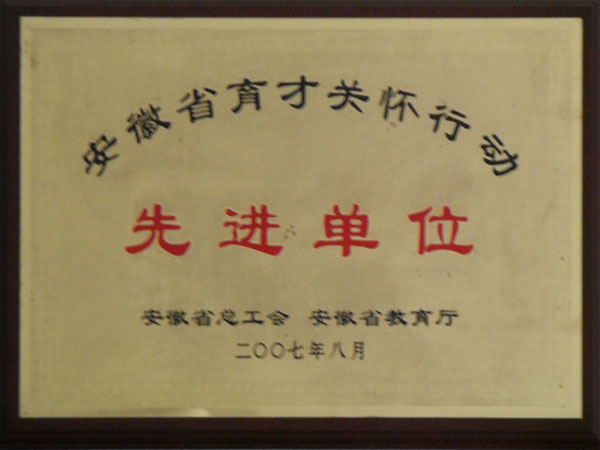 安徽省育才关怀行动
先进单位
安徽省总工会 安徽省教育厅
二〇〇七年八月